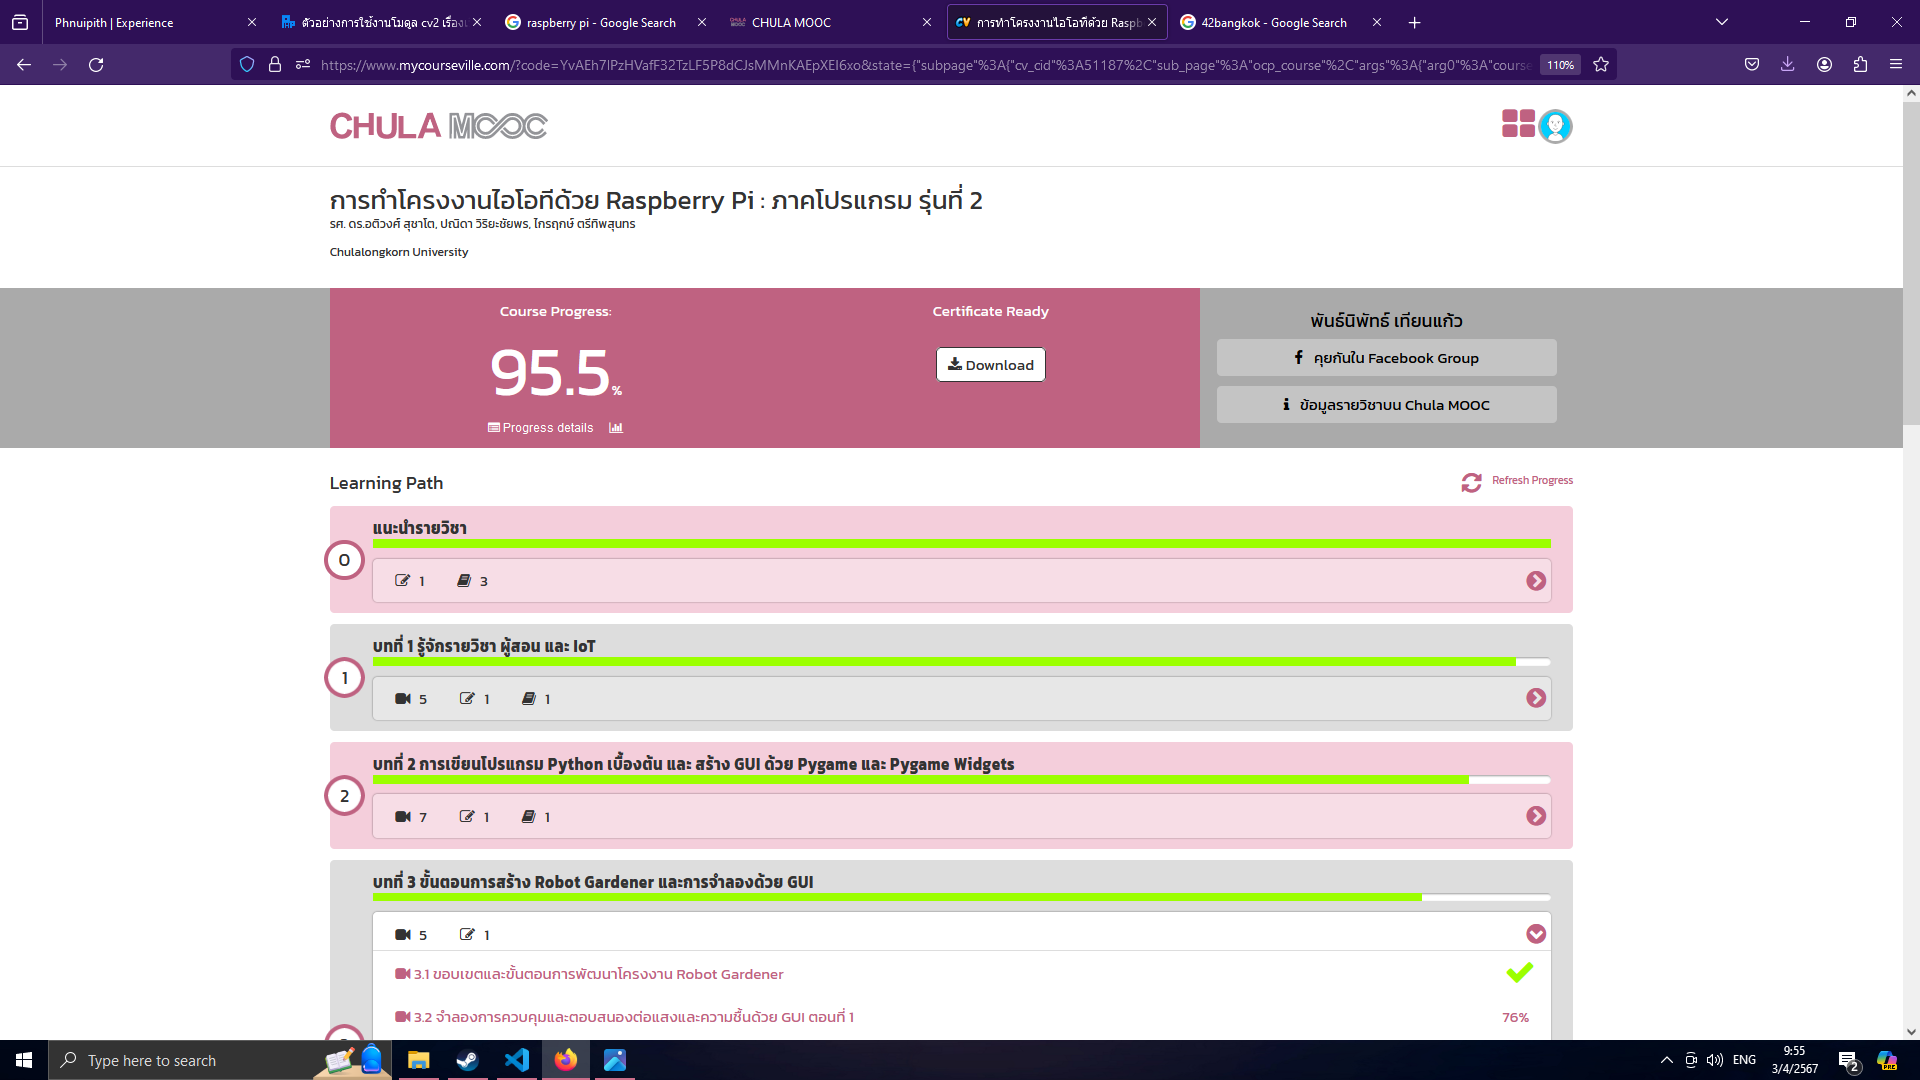 Phnuipith | Experience
ตัวอย่างการใช้งานโมดูล cv2 เรื่อง
raspberry pi - Google Search
CHULA MOOC
การทำโครงงานไอโอทีด้วย Raspb
42bangkok - Google Search
https://www.mycourseville.com/?code=YvAEh7lPzHVafF32TzLF5P8dCJsMMnKAEpXEI6xo&state={"subpage"%3A{"cv_cid"%3A51187%2C"sub_page"%3A"ocp_course"%2C"args"%3A{"arg0"%3A"course
110%
CHULA MOOC
การทำโครงงานไอโอทีด้วย Raspberry Pi : ภาคโปรแกรม รุ่นที่ 2
รศ. ดร.อติวงศ์ สุชาโต, ปณิดา วิริยะชัยพร, ไกรฤกษ์ ตรีทิพสุนทร
Chulalongkorn University
Course Progress:
95.5%
Progress details
Certificate Ready
Download
พันธ์นิพัทธ์ เทียนแก้ว
คุยกันใน Facebook Group
ข้อมูลรายวิชาบน Chula MOOC
Learning Path
Refresh Progress
0
แนะนำรายวิชา
1 3
1
บทที่ 1 รู้จักรายวิชา ผู้สอน และ IoT
5 1 1
2
บทที่ 2 การเขียนโปรแกรม Python เบื้องต้น และ สร้าง GUI ด้วย Pygame และ Pygame Widgets
7 1 1
บทที่ 3 ขั้นตอนการสร้าง Robot Gardener และการจำลองด้วย GUI
5 1
3.1 ขอบเขตและขั้นตอนการพัฒนาโครงงาน Robot Gardener
3.2 จำลองการควบคุมและตอบสนองต่อแสงและความชื้นด้วย GUI ตอนที่ 1
76%
Type here to search
ENG
9:55
3/4/2567
2
PRE